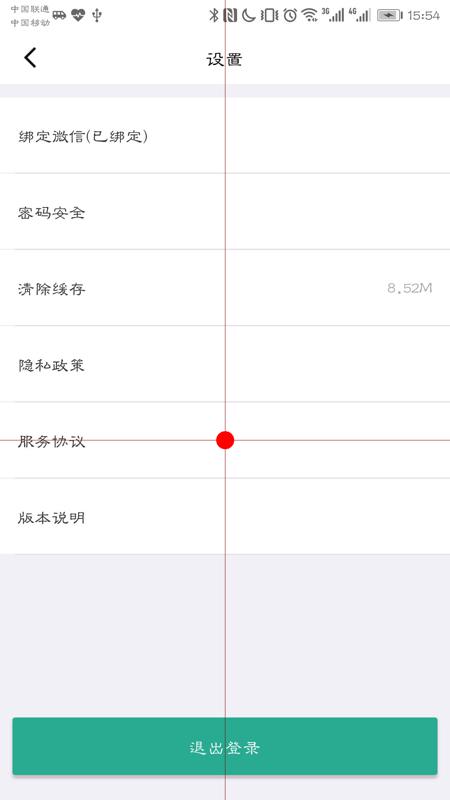 中国联通
中国移动
3G
4G
15:54
设置
绑定微信(已绑定)
密码安全
清除缓存
8.52M
隐私政策
服务协议
版本说明
退出登录